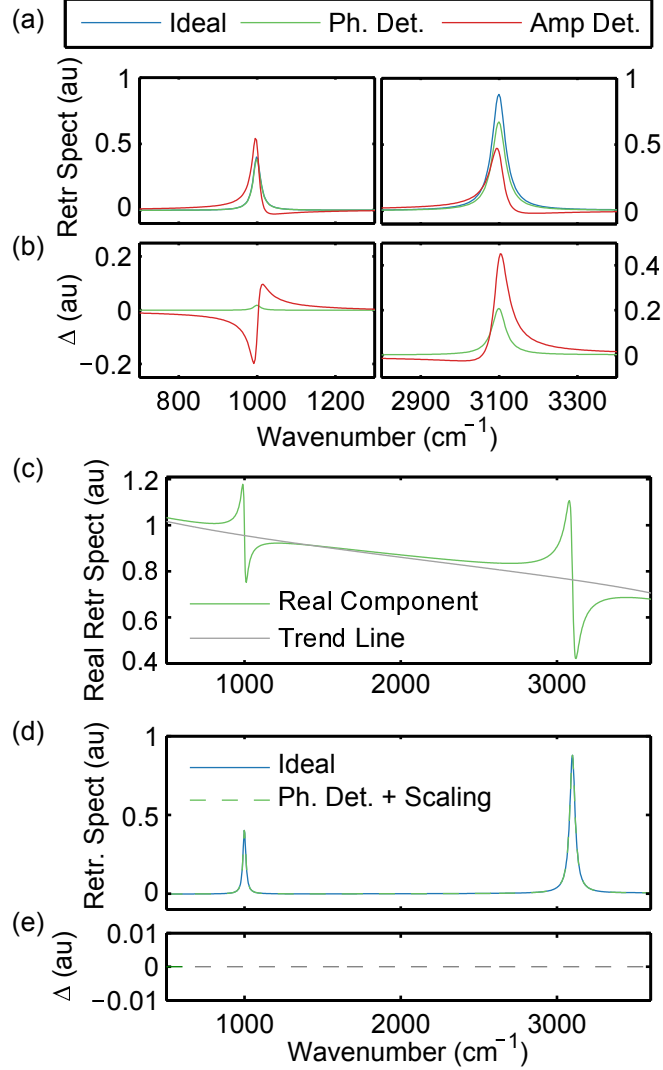 (a)
Ideal Ph. Det. Amp Det.
Retr Spect (au)
1
0.5
0
1
0.5
0
(b)
Δ (au)
0.2
0
−0.2
0.4
0.2
0
800 1000 1200 2900 3100 3300
Wavenumber (cm⁻¹)
(c)
Real Retr Spect (au)
1.2
1
0.8
0.6
0.4
Real Component
Trend Line
1000 2000 3000
(d)
Retr. Spect (au)
1
0.5
0
Ideal
Ph. Det. + Scaling
(e)
Δ (au)
0.01
0
−0.01
1000 2000 3000
Wavenumber (cm⁻¹)